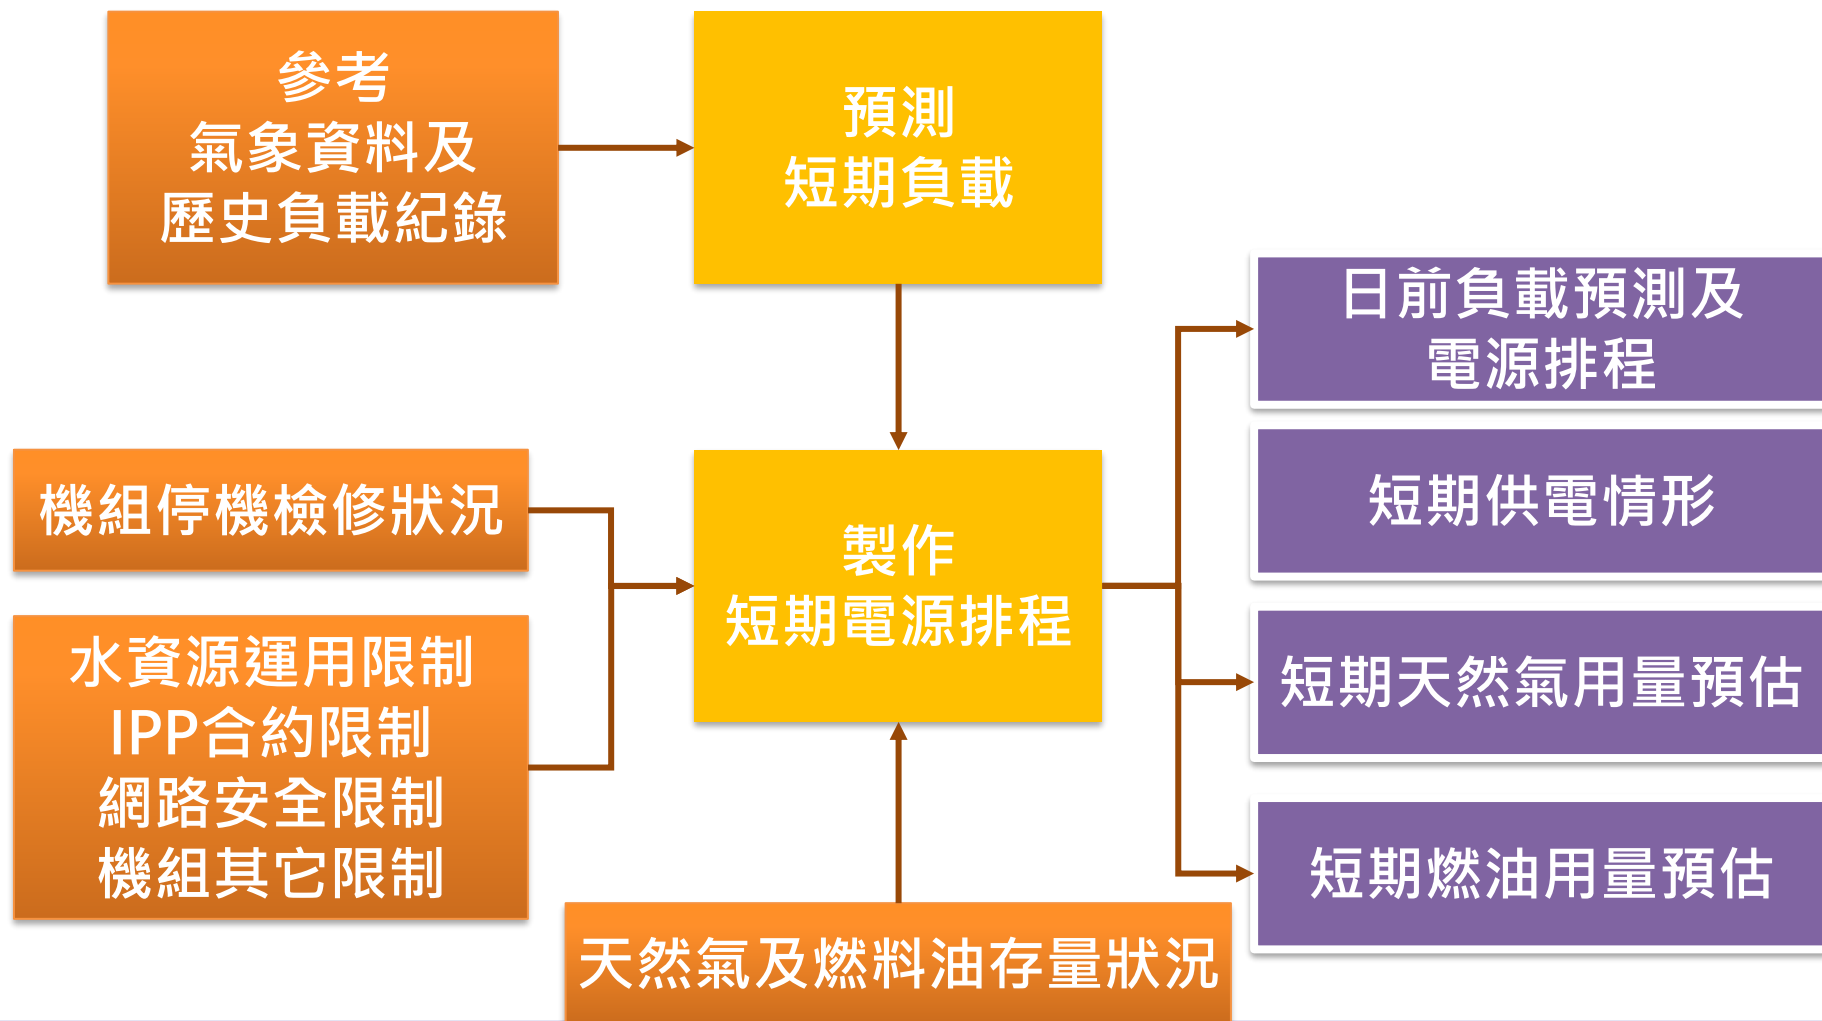 參考
氣象資料及
歷史負載紀錄
預測
短期負載
日前負載預測及
電源排程
機組停機檢修狀況
製作
短期電源排程
短期供電情形
水資源運用限制
IPP合約限制
網路安全限制
機組其它限制
短期天然氣用量預估
短期燃油用量預估
天然氣及燃料油存量狀況